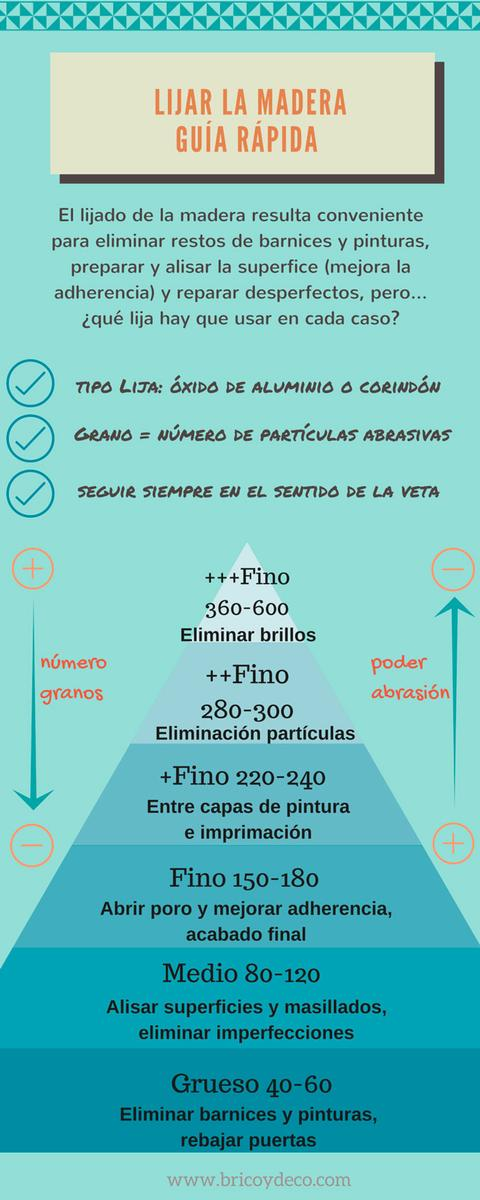 LIJAR LA MADERA
GUÍA RÁPIDA
El lijado de la madera resulta conveniente
para eliminar restos de barnices y pinturas,
preparar y alisar la superfice (mejora la
adherencia) y reparar desperfectos, pero...
¿qué lija hay que usar en cada caso?
TIPO LIJA: ÓXIDO DE ALUMINIO O CORINDÓN
GRANO = NÚMERO DE PARTÍCULAS ABRASIVAS
SEGUIR SIEMPRE EN EL SENTIDO DE LA VETA
+++Fino
360-600
Eliminar brillos
número
granos
poder
abrasión
++Fino
280-300
Eliminación partículas
+Fino 220-240
Entre capas de pintura
e imprimación
Fino 150-180
Abrir poro y mejorar adherencia,
acabado final
Medio 80-120
Alisar superficies y masillados,
eliminar imperfecciones
Grueso 40-60
Eliminar barnices y pinturas,
rebajar puertas
www.bricoydeco.com